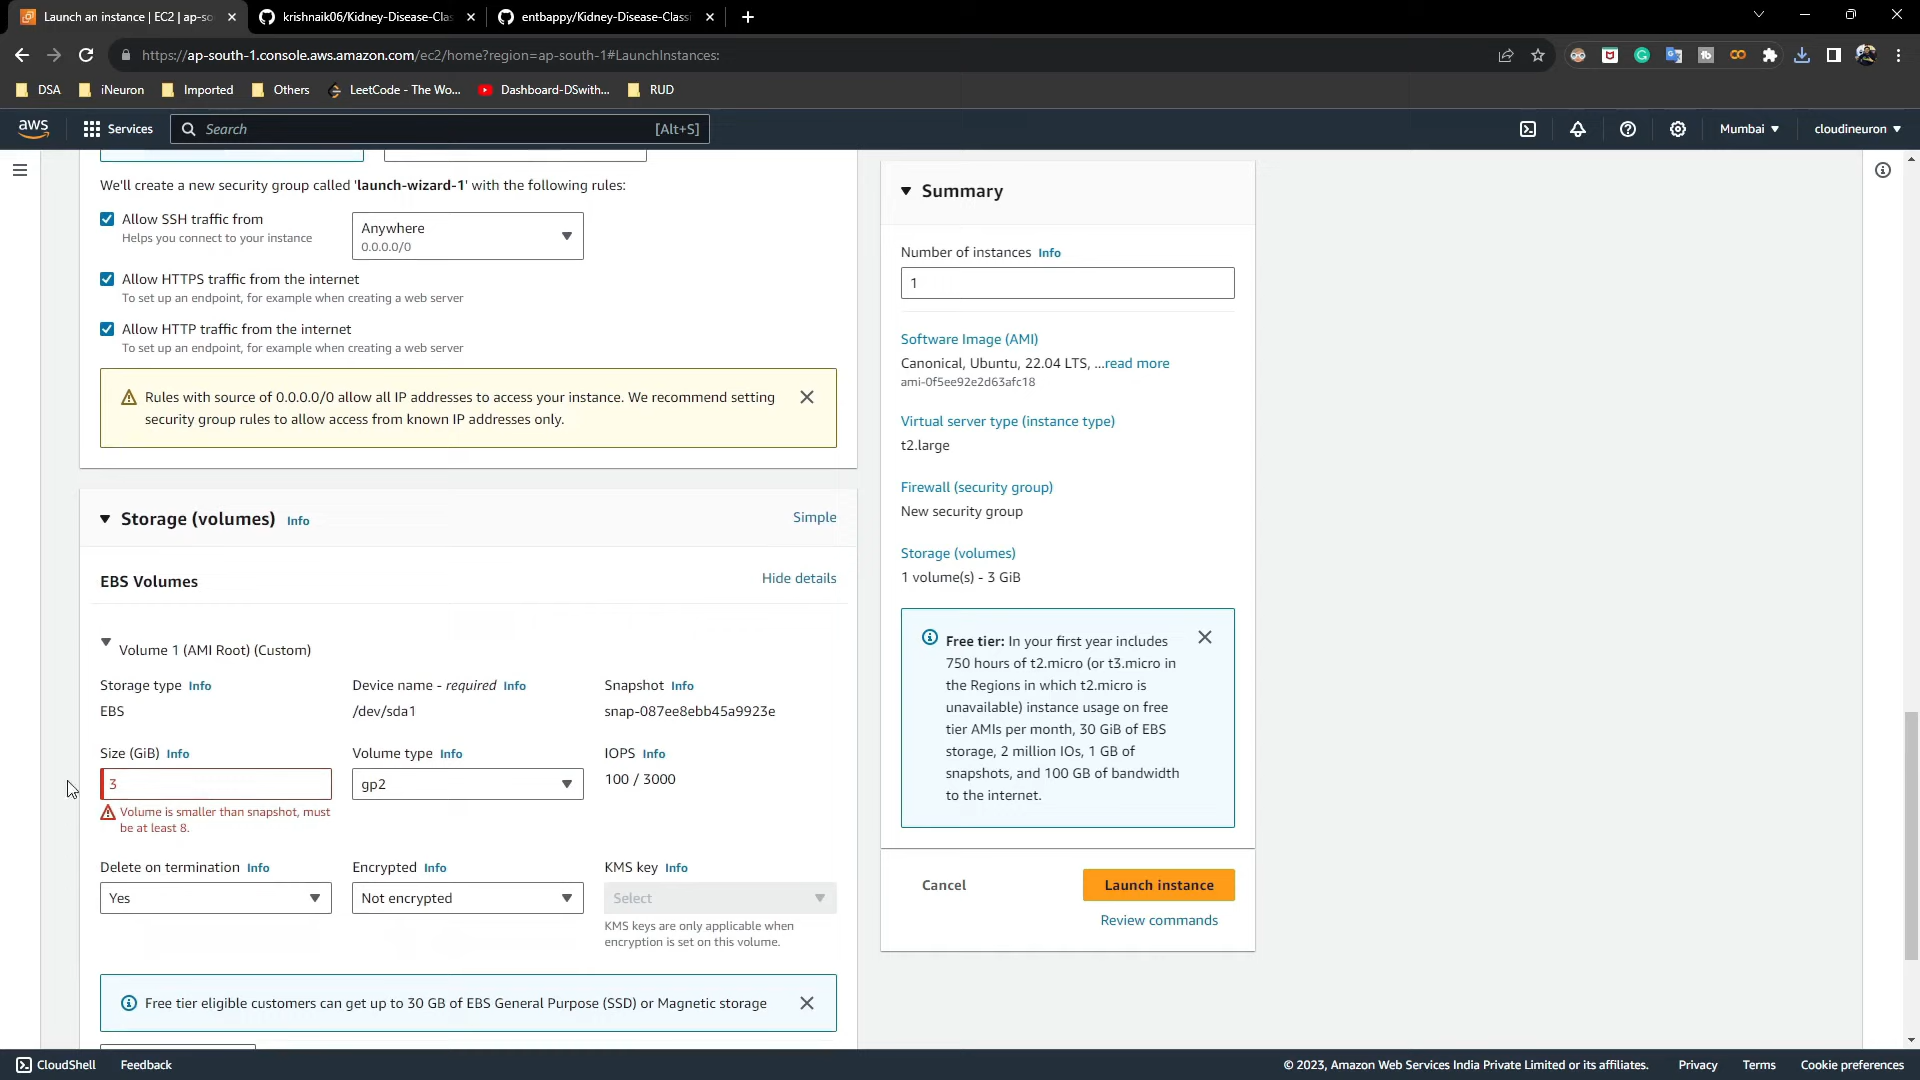 Launch an instance | EC2 | ap-so
krishnaik06/Kidney-Disease-Clas
entbappy/Kidney-Disease-Classi
https://ap-south-1.console.aws.amazon.com/ec2/home?region=ap-south-1#LaunchInstances:
DSA
iNeuron
Imported
Others
LeetCode - The Wo...
Dashboard-DSwith...
RUD
aws
Services
Search
[Alt+S]
Mumbai
cloudineuron
We'll create a new security group called 'launch-wizard-1' with the following rules:
Allow SSH traffic from
Helps you connect to your instance
Anywhere
0.0.0.0/0
Allow HTTPS traffic from the internet
To set up an endpoint, for example when creating a web server
Allow HTTP traffic from the internet
To set up an endpoint, for example when creating a web server
Rules with source of 0.0.0.0/0 allow all IP addresses to access your instance. We recommend setting
security group rules to allow access from known IP addresses only.
Storage (volumes) Info
Simple
EBS Volumes
Hide details
Volume 1 (AMI Root) (Custom)
Storage type Info
EBS
Device name - required Info
/dev/sda1
Snapshot Info
snap-087ee8ebb45a9923e
Size (GiB) Info
3
Volume is smaller than snapshot, must
be at least 8.
Volume type Info
gp2
IOPS Info
100 / 3000
Delete on termination Info
Yes
Encrypted Info
Not encrypted
KMS key Info
Select
KMS keys are only applicable when
encryption is set on this volume.
Free tier eligible customers can get up to 30 GB of EBS General Purpose (SSD) or Magnetic storage
Summary
Number of instances Info
1
Software Image (AMI)
Canonical, Ubuntu, 22.04 LTS, ...read more
ami-0f5ee92e2d63afc18
Virtual server type (instance type)
t2.large
Firewall (security group)
New security group
Storage (volumes)
1 volume(s) - 3 GiB
Free tier: In your first year includes
750 hours of t2.micro (or t3.micro in
the Regions in which t2.micro is
unavailable) instance usage on free
tier AMIs per month, 30 GiB of EBS
storage, 2 million IOs, 1 GB of
snapshots, and 100 GB of bandwidth
to the internet.
Cancel
Launch instance
Review commands
CloudShell
Feedback
© 2023, Amazon Web Services India Private Limited or its affiliates.
Privacy
Terms
Cookie preferences